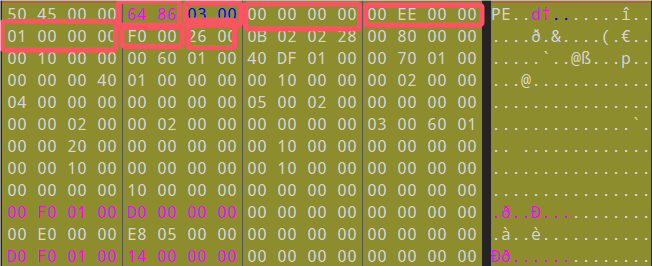 50 45 00 00 64 86 03 00 00 00 00 00 00 EE 00 00 PE..df........î.
01 00 00 00 F0 00 26 00 0B 02 02 28 00 80 00 00 ....ð.&....(.€..
00 10 00 00 00 60 01 00 40 DF 01 00 00 70 01 00 .....`..@ß...p..
00 00 00 40 01 00 00 00 00 10 00 00 00 02 00 00 ...@............
04 00 00 00 00 00 00 00 05 00 02 00 00 00 00 00 ................
00 00 02 00 00 02 00 00 00 00 00 00 03 00 60 01 ..............`.
00 00 20 00 00 00 00 00 00 10 00 00 00 00 00 00 .. .............
00 00 10 00 00 00 00 00 00 10 00 00 00 00 00 00 ................
00 00 00 00 10 00 00 00 00 00 00 00 00 00 00 00 ................
00 F0 01 00 D0 00 00 00 00 00 00 00 00 00 00 00 .ð..Ð...........
00 E0 00 00 E8 05 00 00 00 00 00 00 00 00 00 00 .à..è...........
D0 F0 01 00 14 00 00 00 00 00 00 00 00 00 00 00 Ðð..............